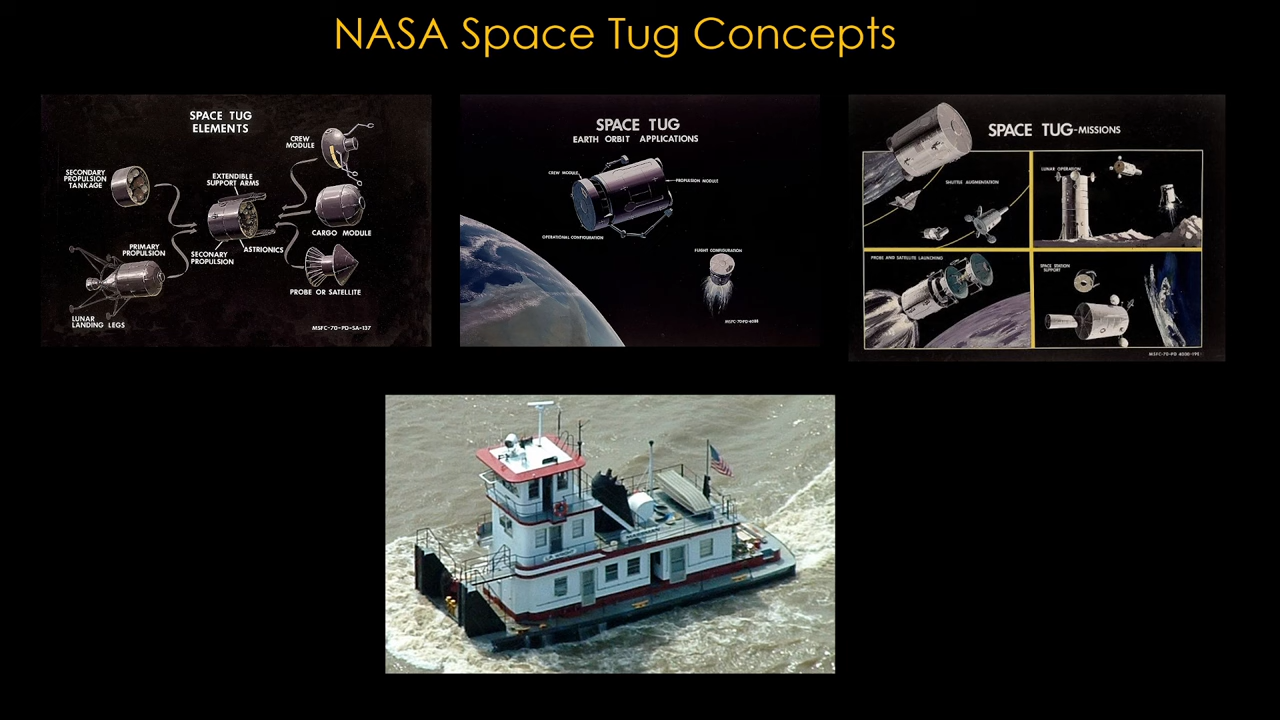 NASA Space Tug Concepts
SPACE TUG
ELEMENTS
CREW
MODULE
SECONDARY
PROPULSION
TANKAGE
EXTENDIBLE
SUPPORT ARMS
CARGO MODULE
PRIMARY
PROPULSION
SECONARY
PROPULSION
ASTRIONICS
PROBE OR SATELLITE
LUNAR
LANDING LEGS
MSFC-70-PD-SA-137
SPACE TUG
EARTH ORBIT APPLICATIONS
CREW MODULE
PROPULSION MODULE
OPERATIONAL CONFIGURATION
FLIGHT CONFIGURATION
SPACE TUG-MISSIONS
SHUTTLE AUGMENTATION
LUNAR OPERATION
PROBE AND SATELLITE LAUNCHING
SPACE STATION
SUPPORT